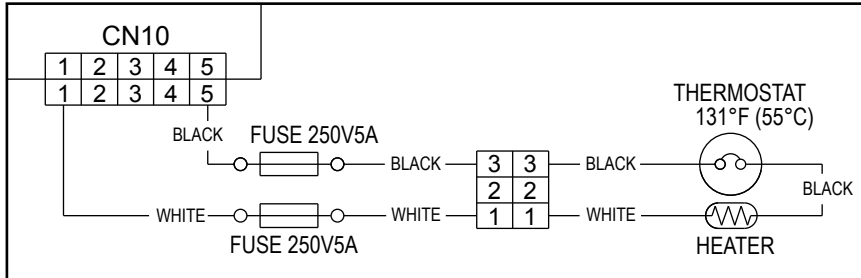 CN10
1 2 3 4 5
1 2 3 4 5
THERMOSTAT
131°F (55°C)
BLACK
FUSE 250V5A
BLACK
3 3
BLACK
BLACK
2 2
WHITE
WHITE
1 1
WHITE
FUSE 250V5A
HEATER